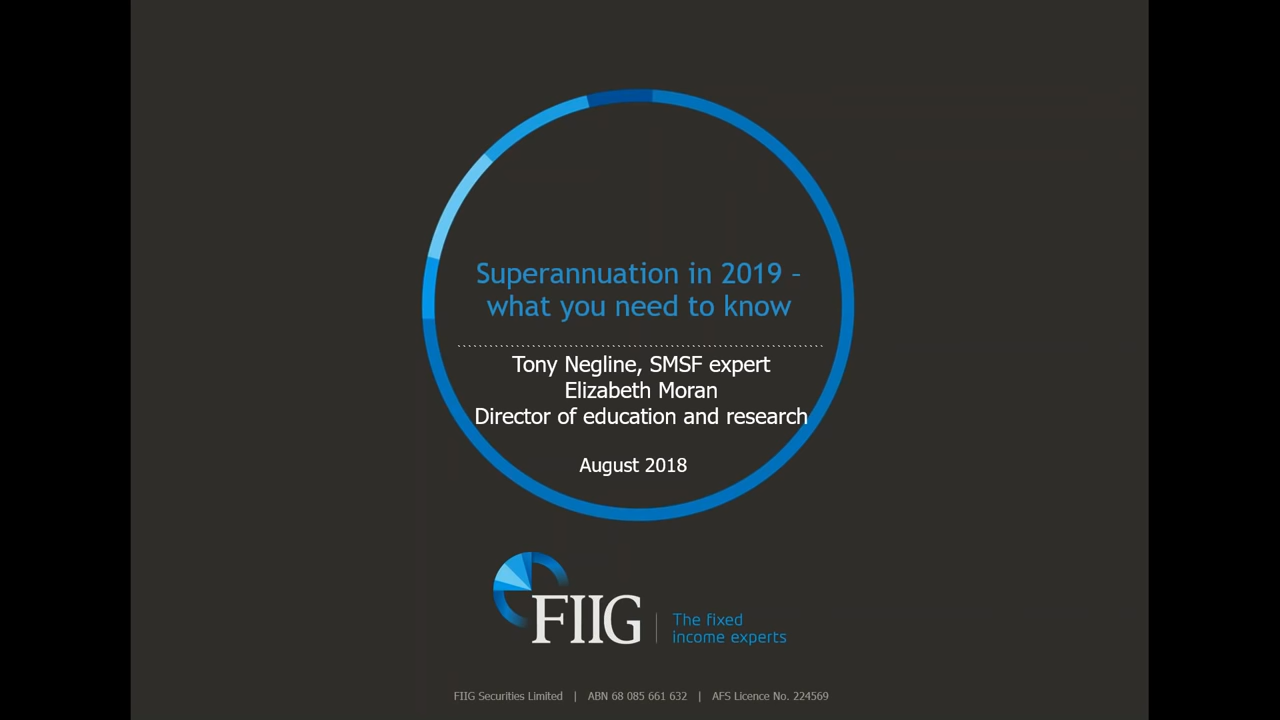 Superannuation in 2019 –
what you need to know
Tony Negline, SMSF expert
Elizabeth Moran
Director of education and research
August 2018
FIIG
The fixed
income experts
FIIG Securities Limited | ABN 68 085 661 632 | AFS Licence No. 224569